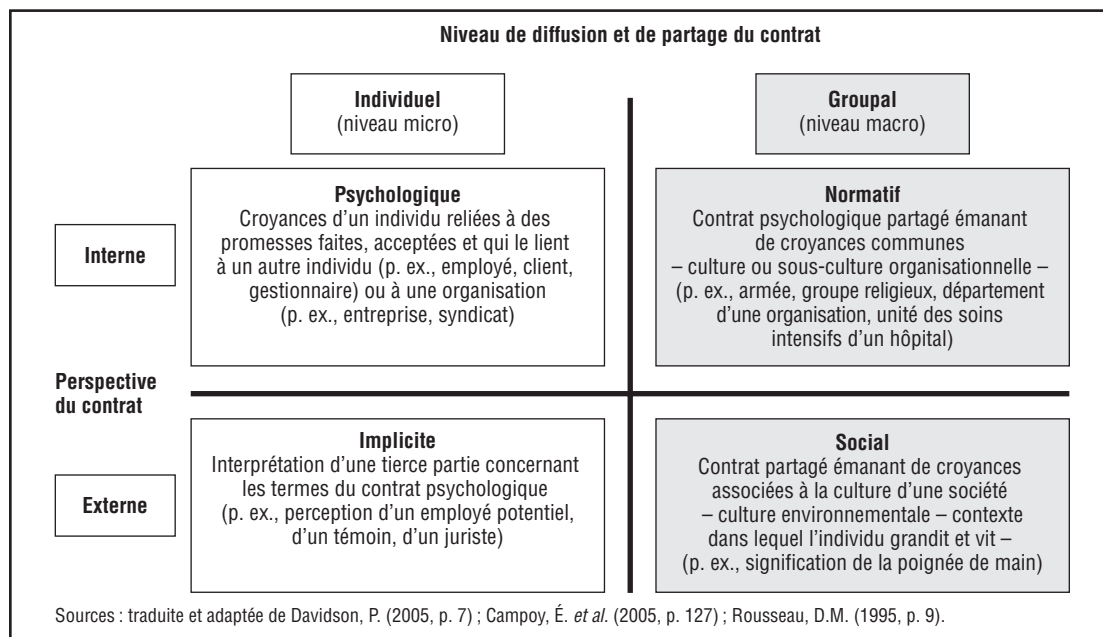 Niveau de diffusion et de partage du contrat
Individuel
(niveau micro)
Groupal
(niveau macro)
Interne
Psychologique
Croyances d’un individu reliées à des
promesses faites, acceptées et qui le lient
à un autre individu (p. ex., employé, client,
gestionnaire) ou à une organisation
(p. ex., entreprise, syndicat)
Normatif
Contrat psychologique partagé émanant
de croyances communes
– culture ou sous-culture organisationnelle –
(p. ex., armée, groupe religieux, département
d’une organisation, unité des soins
intensifs d’un hôpital)
Perspective
du contrat
Externe
Implicite
Interprétation d’une tierce partie concernant
les termes du contrat psychologique
(p. ex., perception d’un employé potentiel,
d’un témoin, d’un juriste)
Social
Contrat partagé émanant de croyances
associées à la culture d’une société
– culture environnementale – contexte
dans lequel l’individu grandit et vit –
(p. ex., signification de la poignée de main)
Sources : traduite et adaptée de Davidson, P. (2005, p. 7) ; Campoy, É. et al. (2005, p. 127) ; Rousseau, D.M. (1995, p. 9).